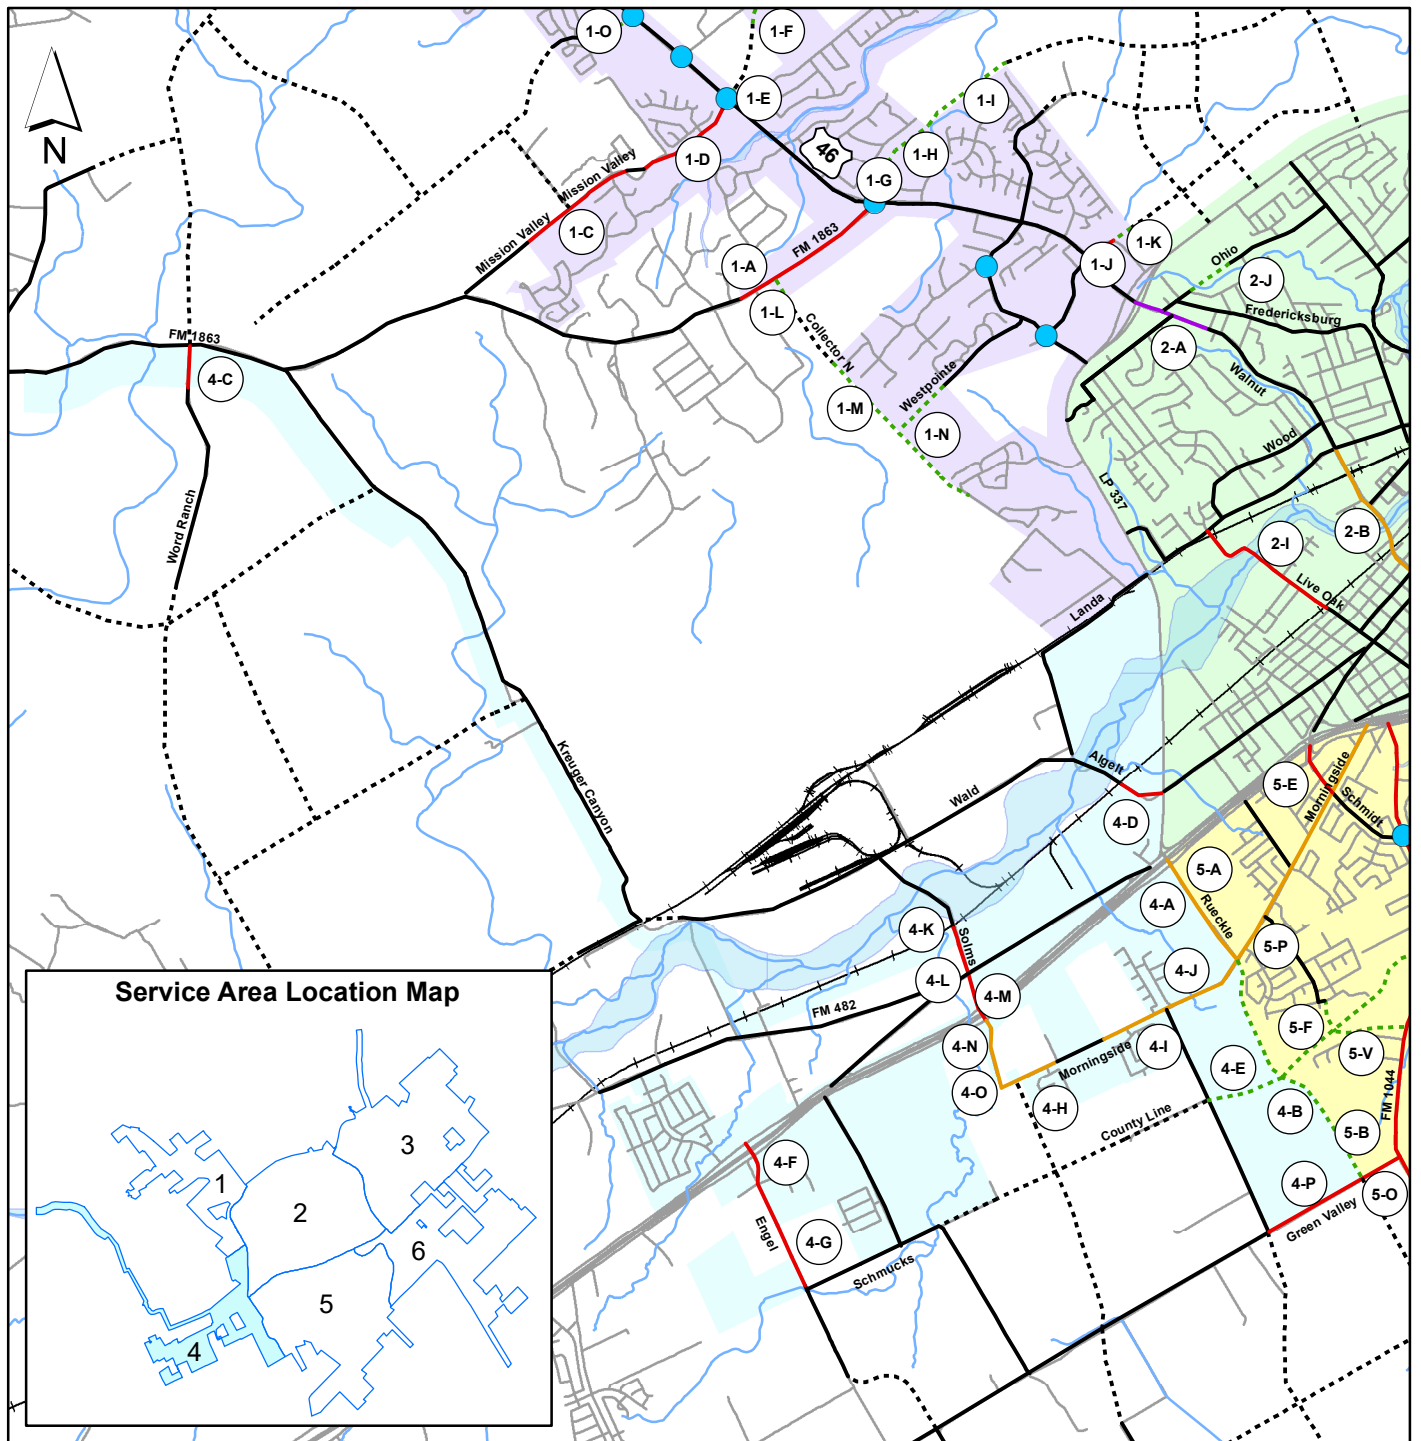 1-O
1-F
1-E
1-I
N
46
1-D
1-H
Mission Valley
1-G
Mission Valley
1-C
FM 1863
1-K
Ohio
1-A
1-J
2-J
1-L
Fredericksburg
Collector N
FM 1863
2-A
4-C
Walnut
Westpointe
1-M
1-N
Wood
LP 337
Word Ranch
2-B
2-I
Live Oak
Landa
Kreuger Canyon
Algelt
Wald
Morningside
5-E
Schmidt
4-D
5-A
Rueckle
4-A
4-K
Solms
5-P
4-J
4-L
4-M
FM 482
5-F
4-N
Morningside
4-I
5-V
4-E
4-O
4-H
County Line
4-B
FM 1044
5-B
4-F
4-P
5-O
Engel
Green Valley
4-G
Schmucks
Service Area Location Map
3
1
2
6
5
4